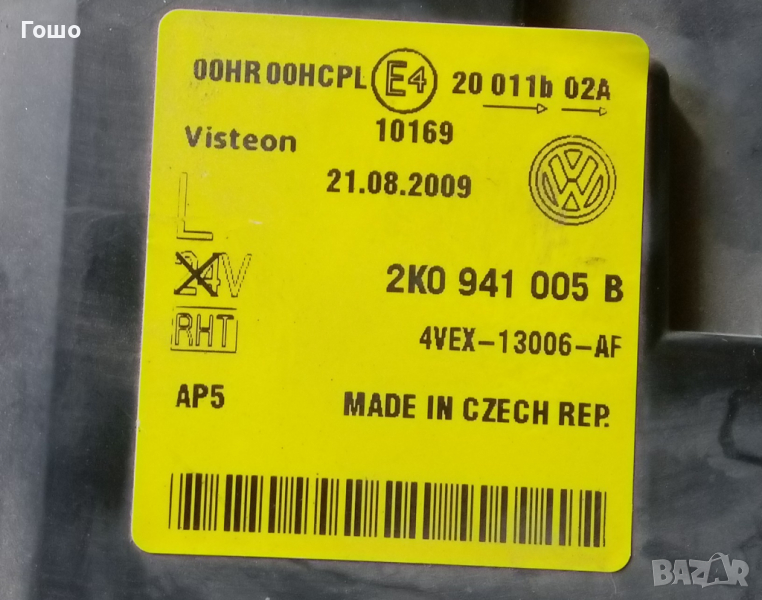 Гошо
00HR 00HCPL E4 20 011b 02A
Visteon 10169
21.08.2009
L
24V
2K0 941 005 B
RHT
4VEX-13006-AF
AP5 MADE IN CZECH REP.
BAZAR